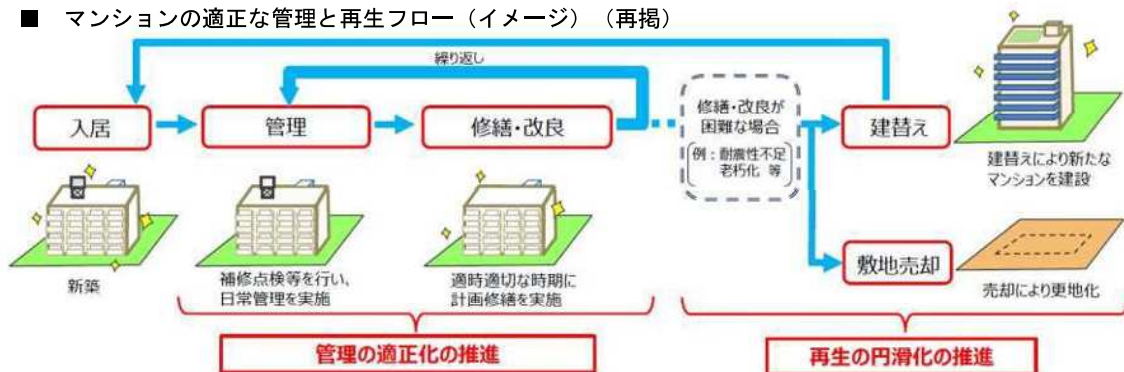 ■ マンションの適正な管理と再生フロー（イメージ）（再掲）
繰り返し
入居
管理
修繕・改良
修繕・改良が
困難な場合
例：耐震性不足
老朽化 等
建替え
建替えにより新たな
マンションを建設
敷地売却
売却により更地化
新築
補修点検等を行い、
日常管理を実施
適時適切な時期に
計画修繕を実施
管理の適正化の推進
再生の円滑化の推進